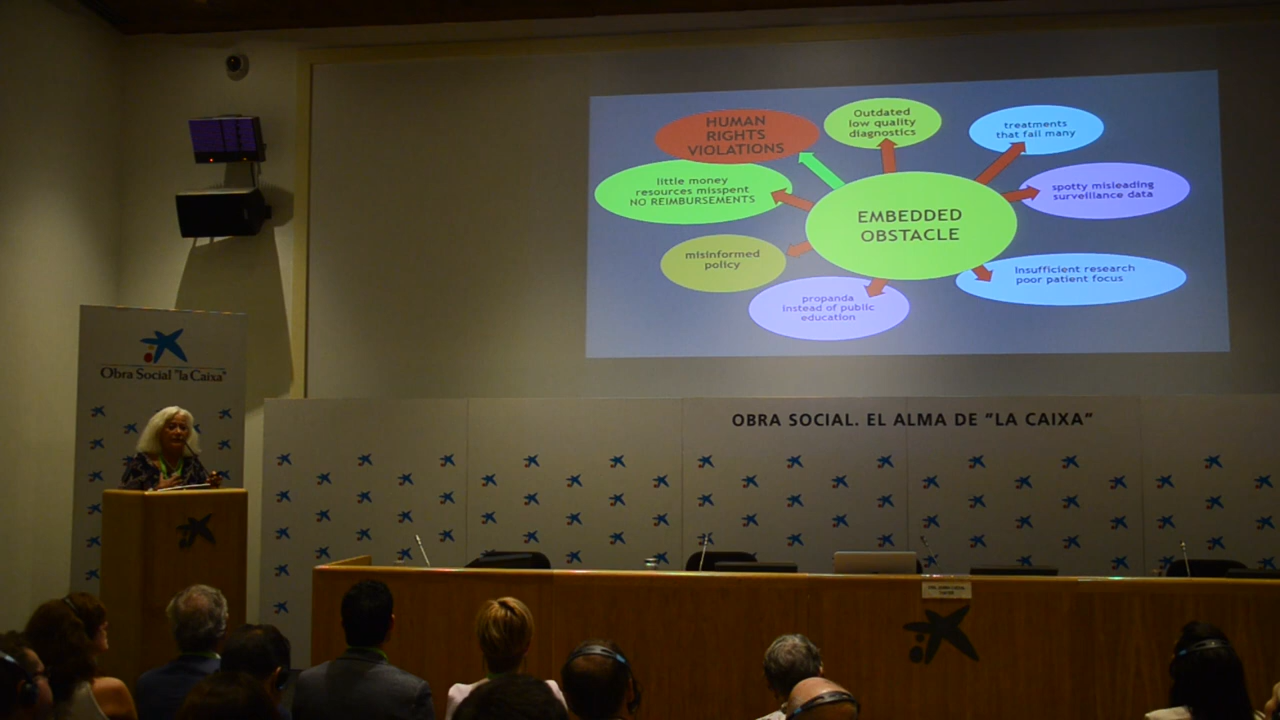 HUMAN
RIGHTS
VIOLATIONS
Outdated
low quality
diagnostics
treatments
that fail many
little money
resources misspent
NO REIMBURSEMENTS
spotty misleading
surveillance data
EMBEDDED
OBSTACLE
misinformed
policy
Insufficient research
poor patient focus
propanda
instead of public
education
Obra Social "la Caixa"
OBRA SOCIAL. EL ALMA DE "LA CAIXA"